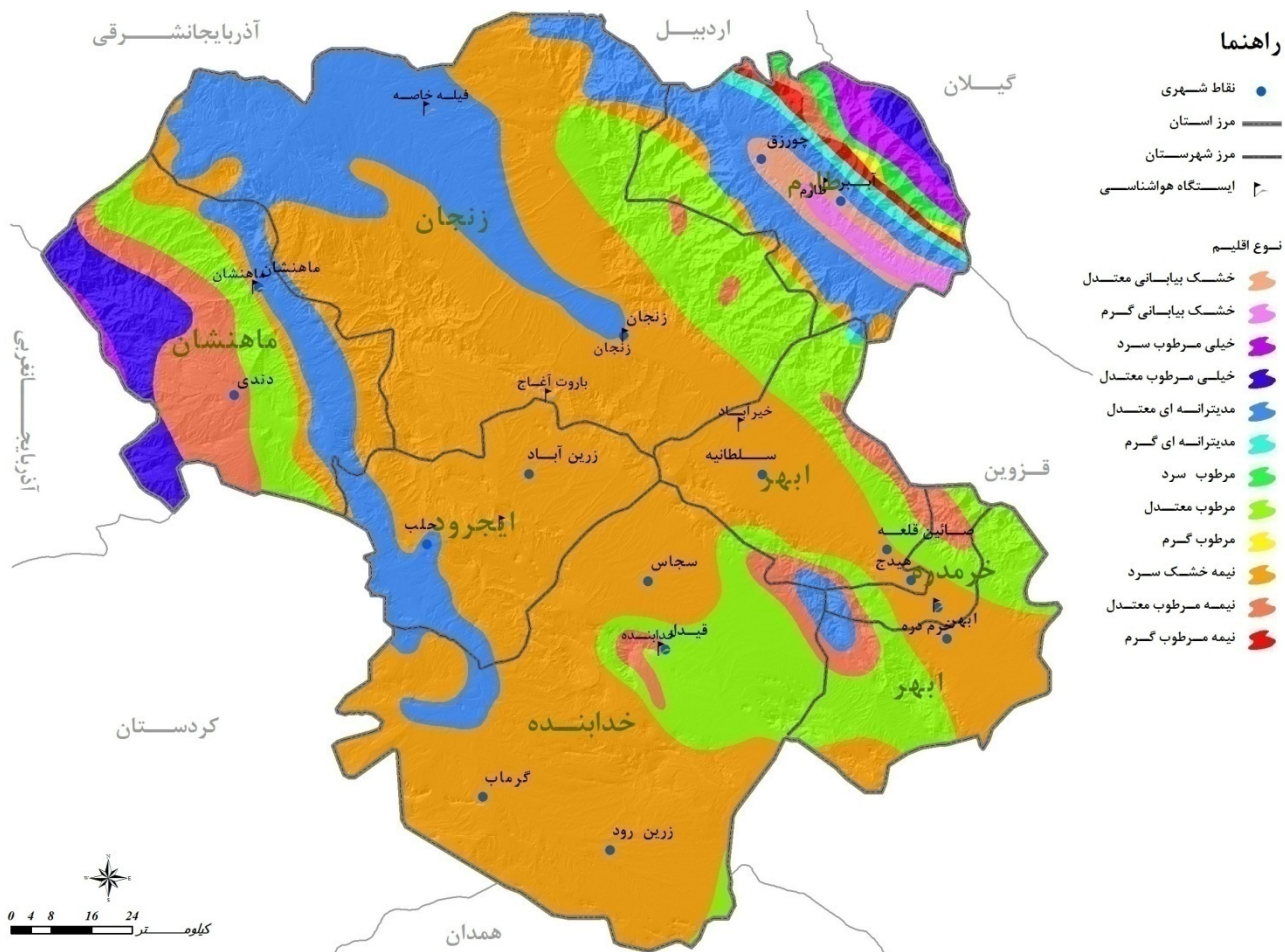 راهنما
نقاط شهری
مرز استان
مرز شهرستان
ایستگاه هواشناسی
نوع اقلیم
خشک بیابانی معتدل
خشک بیابانی گرم
خیلی مرطوب سرد
خیلی مرطوب معتدل
مدیترانه ای معتدل
مدیترانه ای گرم
مرطوب سرد
مرطوب معتدل
مرطوب گرم
نیمه خشک سرد
نیمه مرطوب معتدل
نیمه مرطوب گرم
آذربایجانشرقی
اردبیل
گیلان
فیله خاصه
چورزق
طارم
آببر
طارم
زنجان
ماهنشان
ماهنشان
ماهنشان
دندی
زنجان
زنجان
باروت آغاج
خیرآباد
قزوین
آذربایجانغربی
زرین آباد
سلطانیه
ابهر
ایجرود
حلب
صائین قلعه
هیدج
خرمدره
سجاس
ابهر
خرم دره
قیدار
خدابنده
ابهر
خدابنده
کردستان
گرماب
زرین رود
همدان
N
W
E
S
0 4 8 16 24
کیلومتر